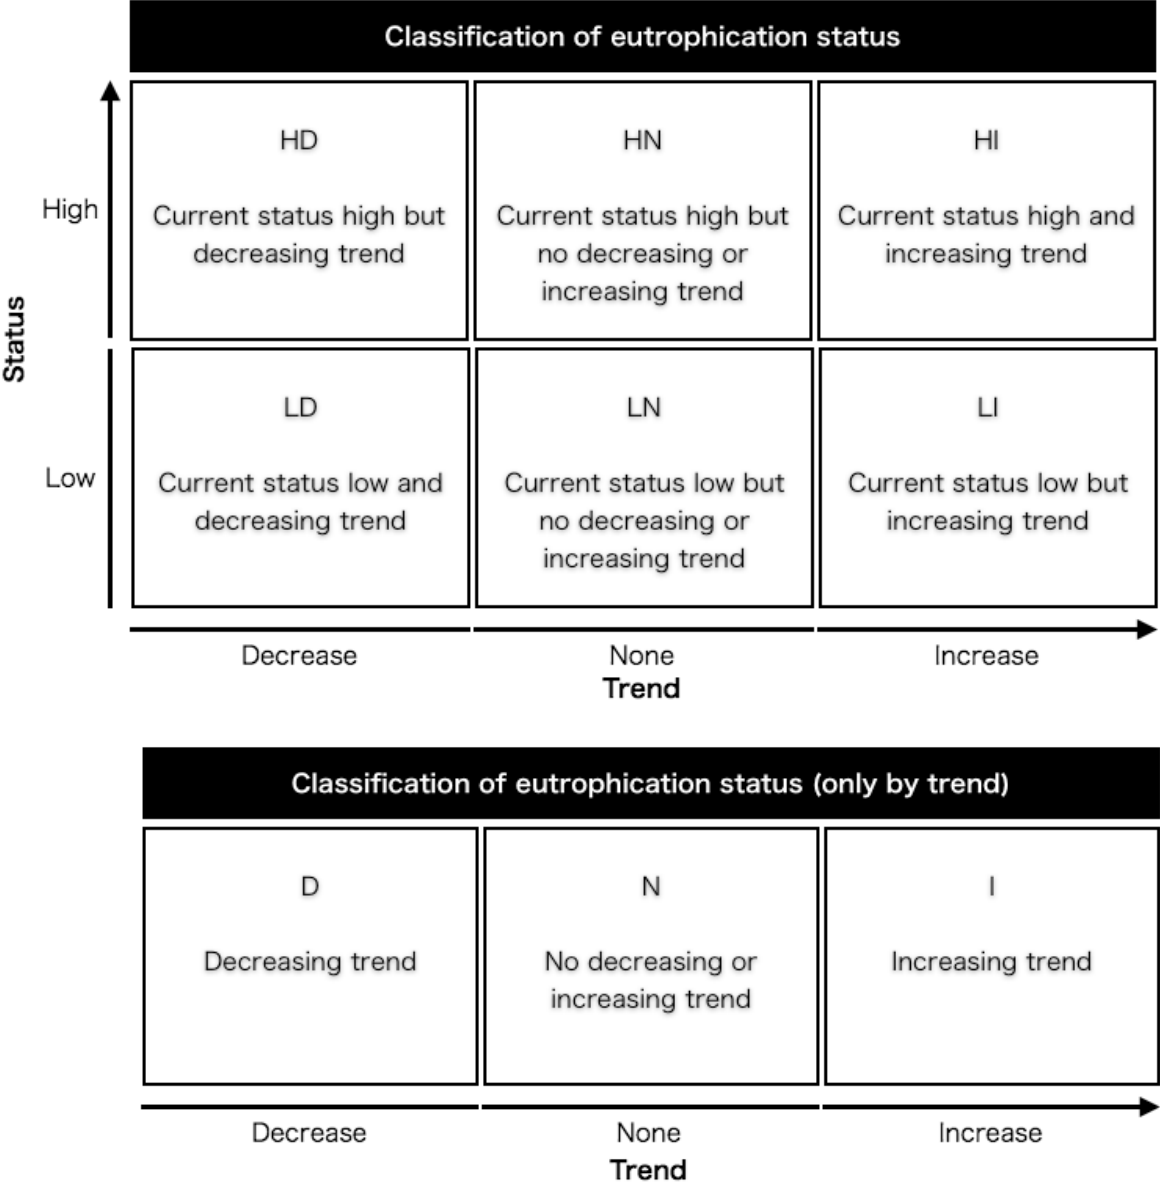 Classification of eutrophication status
HD
Current status high but
decreasing trend
HN
Current status high but
no decreasing or
increasing trend
HI
Current status high and
increasing trend
High
Status
LD
Current status low and
decreasing trend
LN
Current status low but
no decreasing or
increasing trend
LI
Current status low but
increasing trend
Low
Decrease
None
Increase
Trend
Classification of eutrophication status (only by trend)
D
Decreasing trend
N
No decreasing or
increasing trend
I
Increasing trend
Decrease
None
Increase
Trend